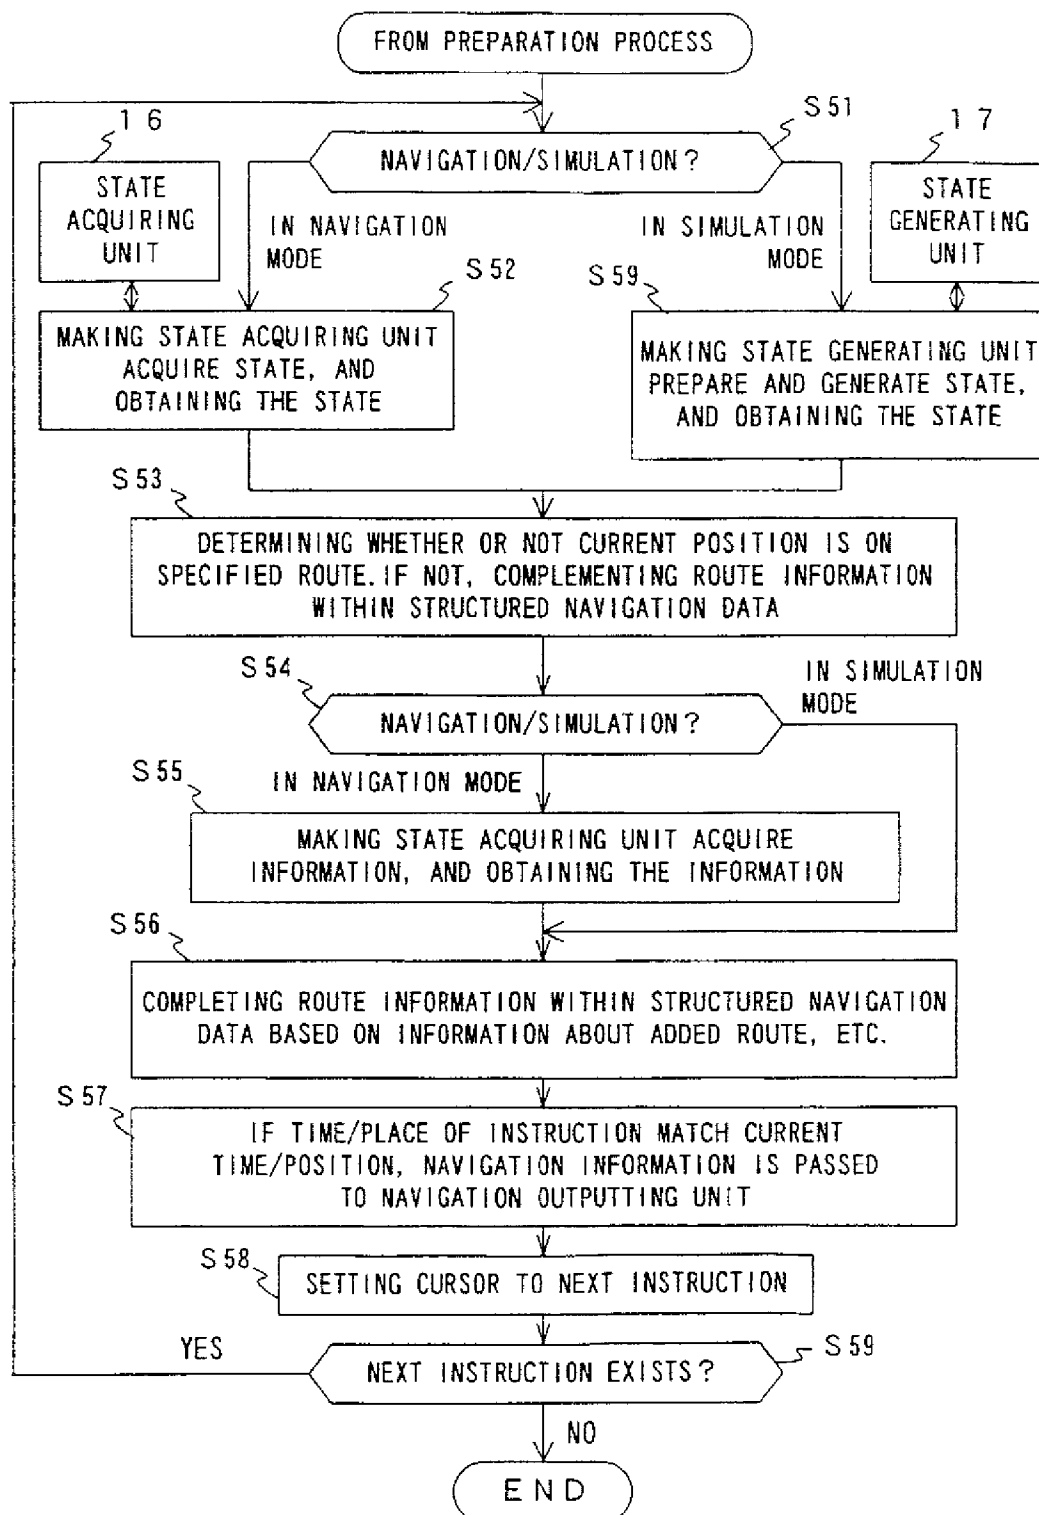 FROM PREPARATION PROCESS
S51
16
17
NAVIGATION/SIMULATION?
STATE
ACQUIRING
UNIT
STATE
GENERATING
UNIT
IN NAVIGATION
MODE
IN SIMULATION
MODE
S52
S59
MAKING STATE ACQUIRING UNIT
ACQUIRE STATE, AND
OBTAINING THE STATE
MAKING STATE GENERATING UNIT
PREPARE AND GENERATE STATE,
AND OBTAINING THE STATE
S53
DETERMINING WHETHER OR NOT CURRENT POSITION IS ON
SPECIFIED ROUTE. IF NOT, COMPLEMENTING ROUTE INFORMATION
WITHIN STRUCTURED NAVIGATION DATA
S54
IN SIMULATION
MODE
NAVIGATION/SIMULATION?
S55
IN NAVIGATION MODE
MAKING STATE ACQUIRING UNIT ACQUIRE
INFORMATION, AND OBTAINING THE INFORMATION
S56
COMPLETING ROUTE INFORMATION WITHIN STRUCTURED NAVIGATION
DATA BASED ON INFORMATION ABOUT ADDED ROUTE, ETC.
S57
IF TIME/PLACE OF INSTRUCTION MATCH CURRENT
TIME/POSITION, NAVIGATION INFORMATION IS PASSED
TO NAVIGATION OUTPUTTING UNIT
S58
SETTING CURSOR TO NEXT INSTRUCTION
YES
S59
NEXT INSTRUCTION EXISTS?
NO
END